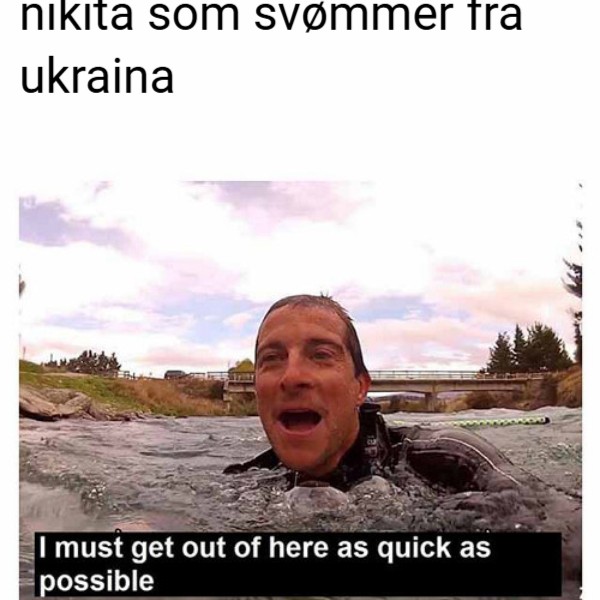 nikita som svømmer fra
ukraina
I must get out of here as quick as
possible